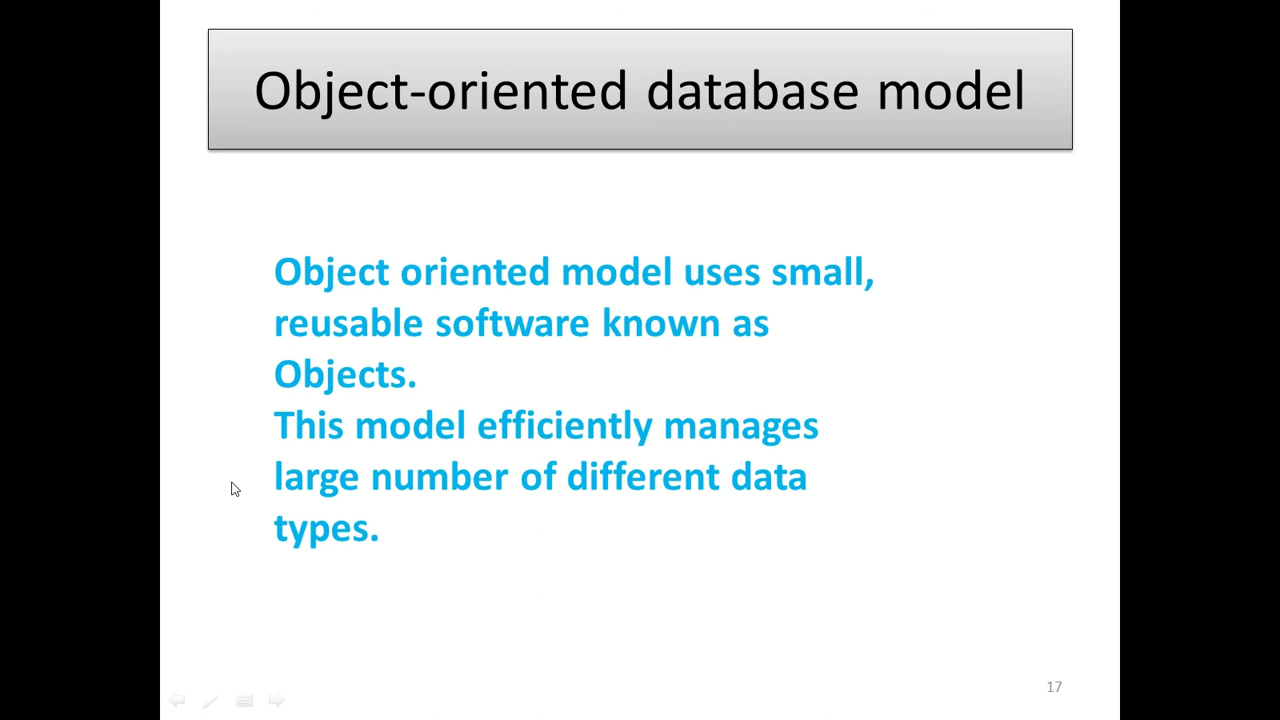 Object-oriented database model
Object oriented model uses small,
reusable software known as
Objects.
This model efficiently manages
large number of different data
types.
17